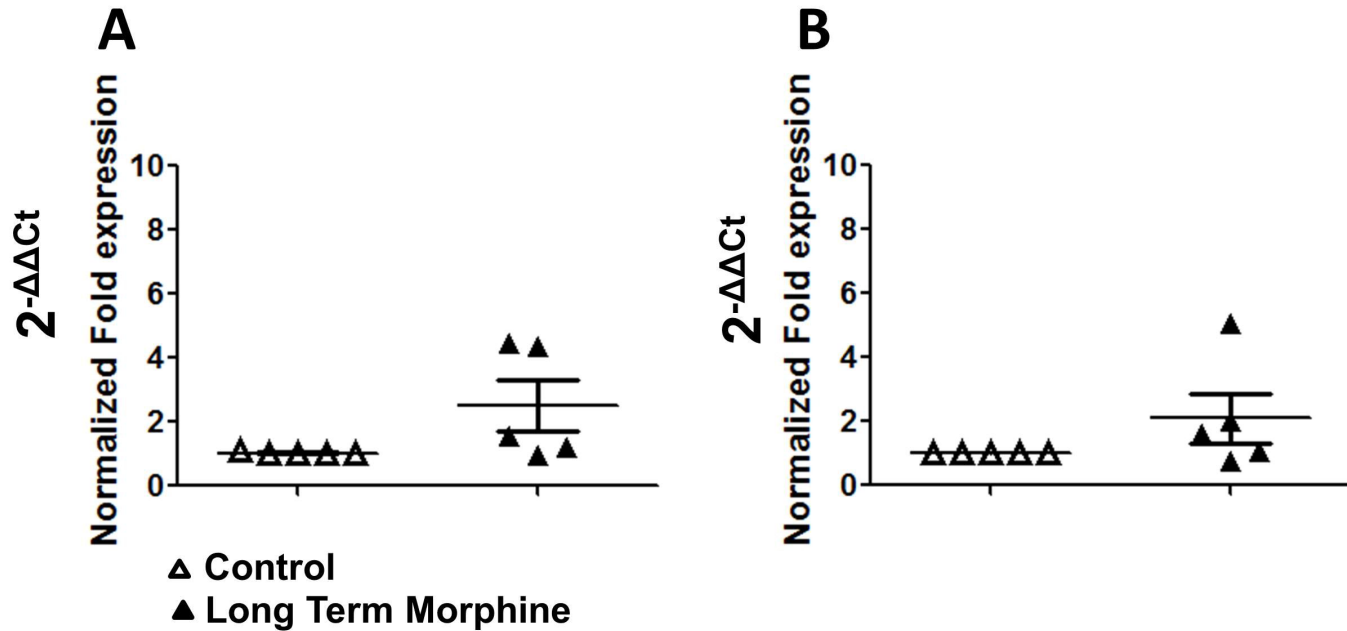 A
B
2-ΔΔCt
Normalized Fold expression
10
8
6
4
2
0
2-ΔΔCt
Normalized Fold expression
10
8
6
4
2
0
Control
Long Term Morphine